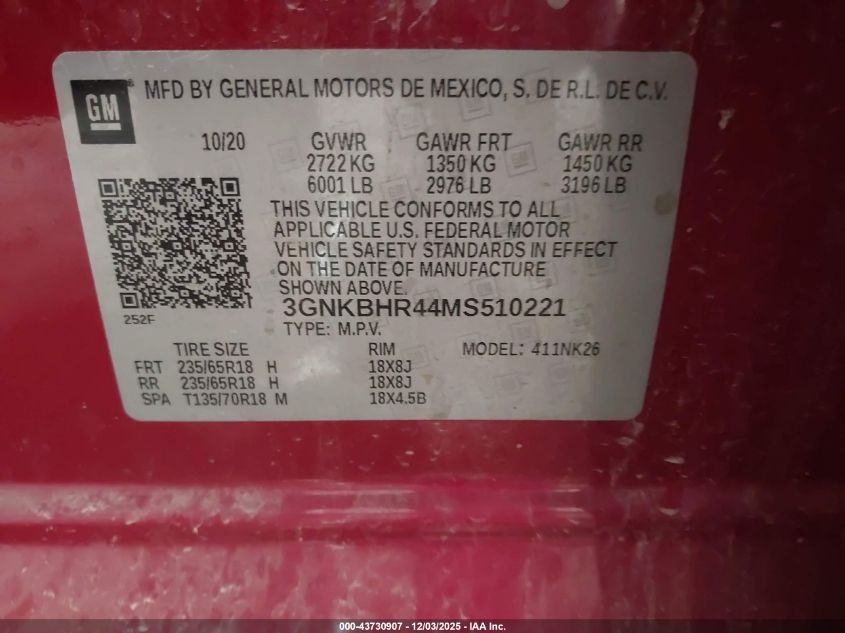 GM ® MFD BY GENERAL MOTORS DE MEXICO, S. DE R.L. DE C.V.
10/20 GVWR GAWR FRT GAWR RR
2722 KG 1350 KG 1450 KG
6001 LB 2976 LB 3196 LB
THIS VEHICLE CONFORMS TO ALL
APPLICABLE U.S. FEDERAL MOTOR
VEHICLE SAFETY STANDARDS IN EFFECT
ON THE DATE OF MANUFACTURE
SHOWN ABOVE.
3GNKBHR44MS510221
252F
TYPE: M.P.V.
TIRE SIZE RIM MODEL: 411NK26
FRT 235/65R18 H 18X8J
RR 235/65R18 H 18X8J
SPA T135/70R18 M 18X4.5B
000-43730907 - 12/03/2025 - IAA Inc.